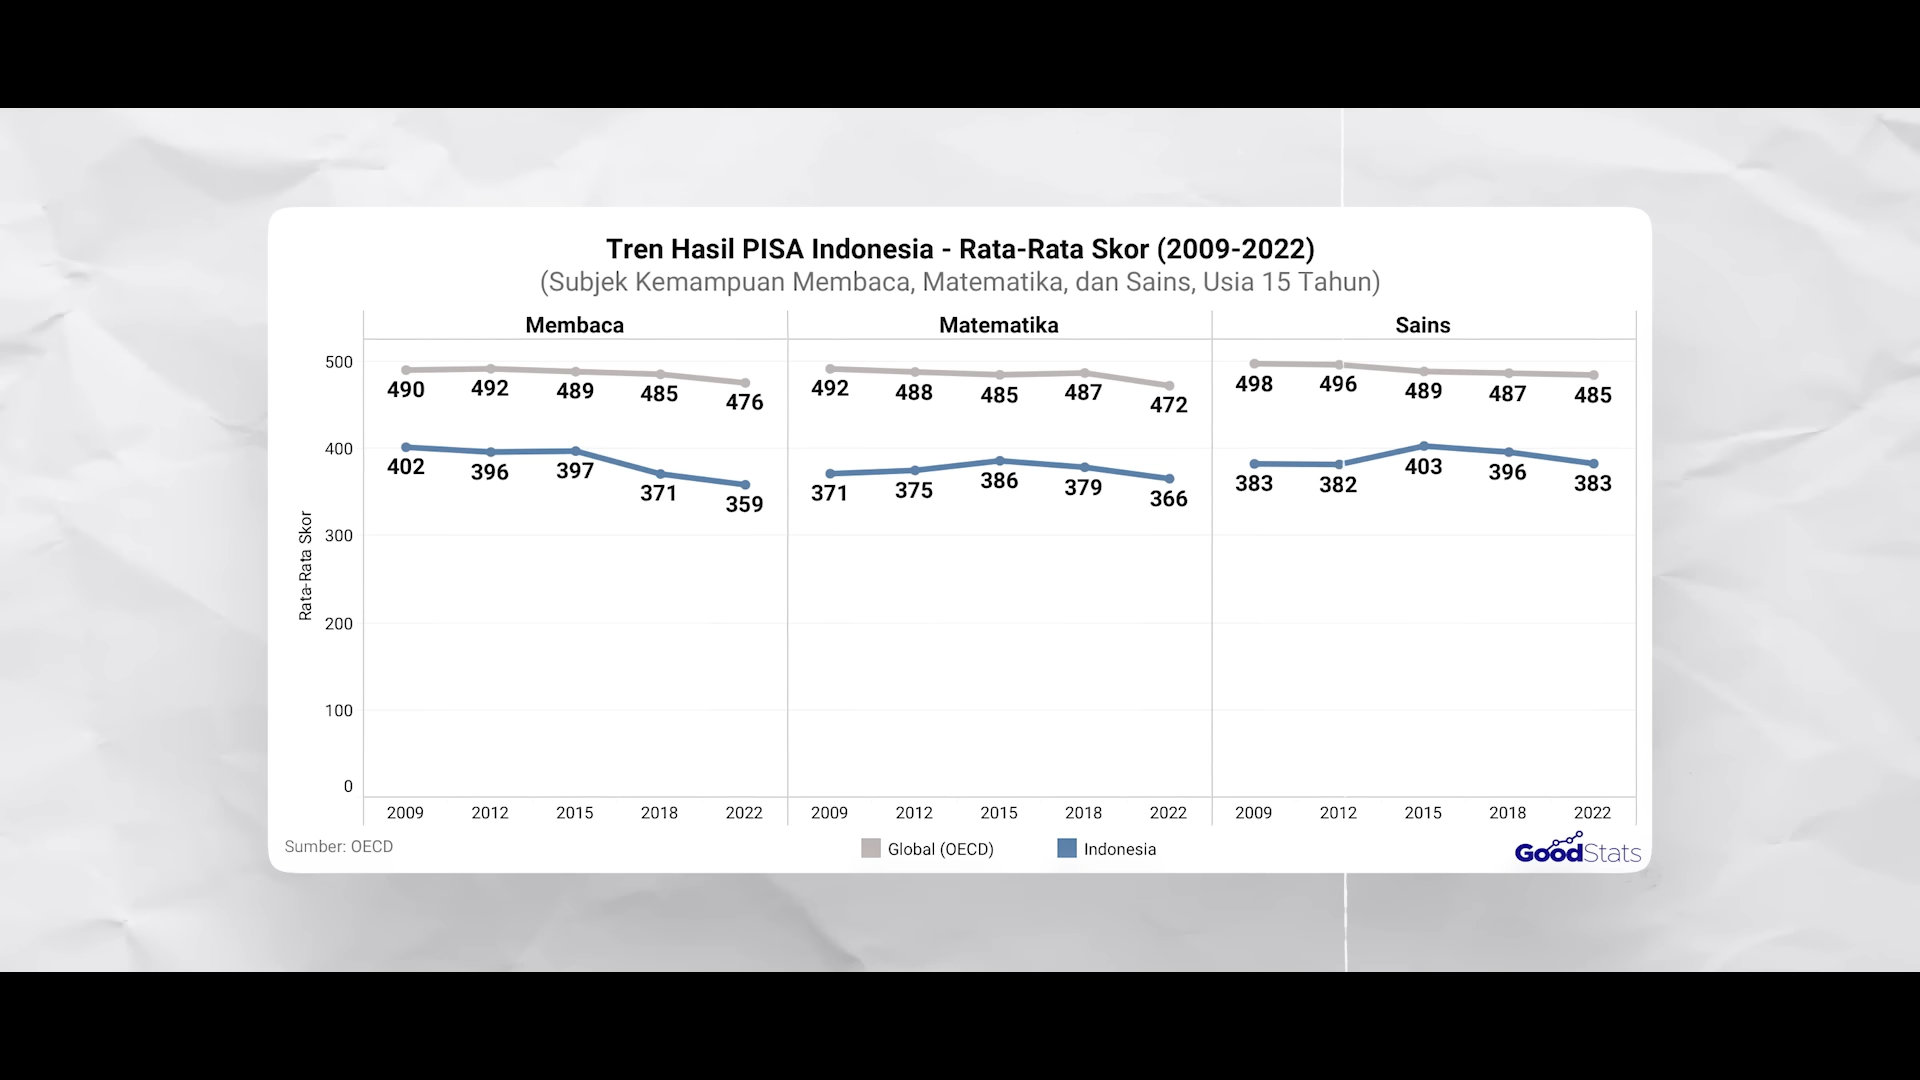 Tren Hasil PISA Indonesia - Rata-Rata Skor (2009-2022)
(Subjek Kemampuan Membaca, Matematika, dan Sains, Usia 15 Tahun)
Membaca
Matematika
Sains
Rata-Rata Skor
500
400
300
200
100
0
490 492 489 485 476
402 396 397 371 359
492 488 485 487 472
371 375 386 379 366
498 496 489 487 485
383 382 403 396 383
2009 2012 2015 2018 2022
2009 2012 2015 2018 2022
2009 2012 2015 2018 2022
Sumber: OECD
Global (OECD)
Indonesia
GoodStats